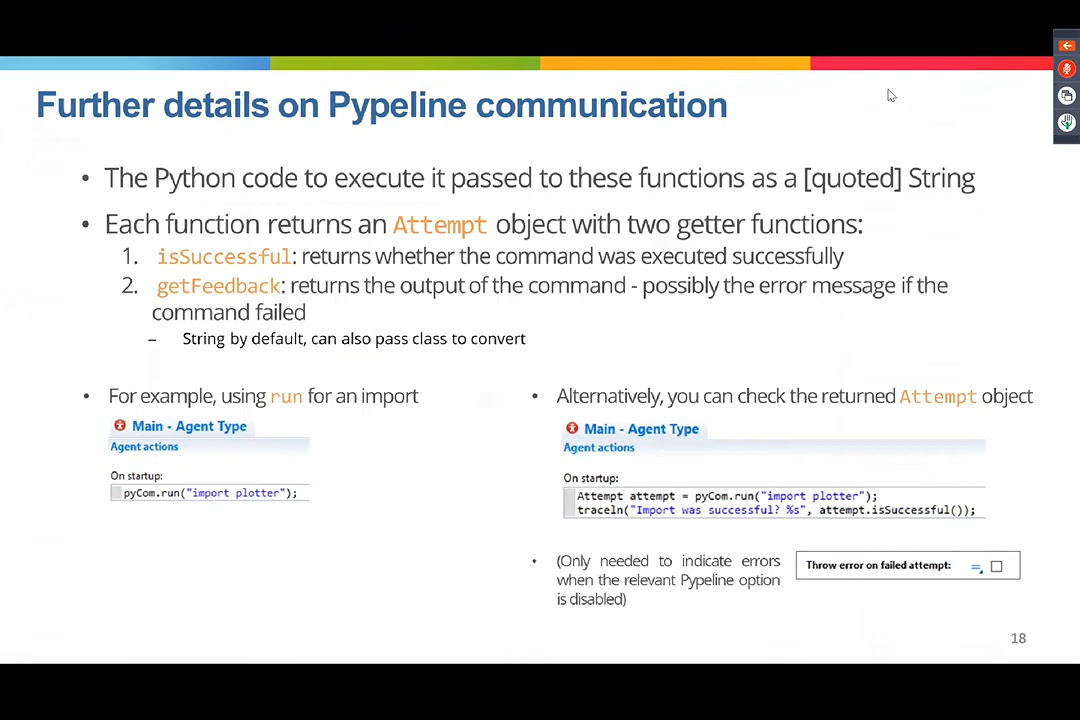 Further details on Pypeline communication
• The Python code to execute it passed to these functions as a [quoted] String
• Each function returns an Attempt object with two getter functions:
1. isSuccessful: returns whether the command was executed successfully
2. getFeedback: returns the output of the command - possibly the error message if the
command failed
– String by default, can also pass class to convert
• For example, using run for an import
Main - Agent Type
Agent actions
On startup:
pyCom.run("import plotter");
• Alternatively, you can check the returned Attempt object
Main - Agent Type
Agent actions
On startup:
Attempt attempt = pyCom.run("import plotter");
traceln("Import was successful? %s", attempt.isSuccessful());
• (Only needed to indicate errors
when the relevant Pypeline option
is disabled)
Throw error on failed attempt:
18